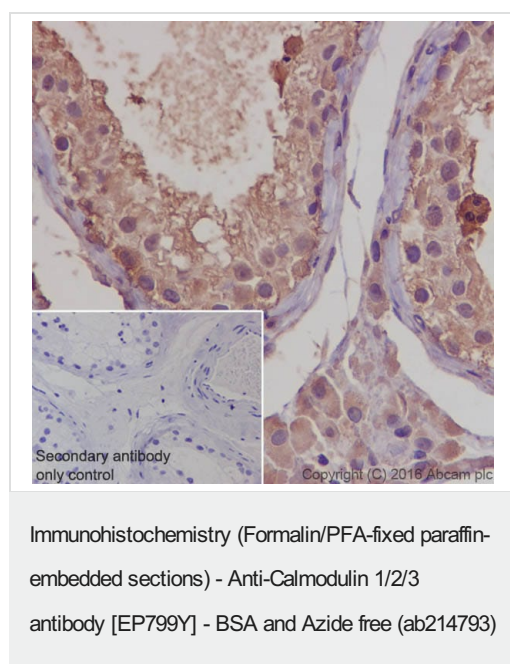 Secondary antibody
only control
Copyright (C) 2016 Abcam plc
Immunohistochemistry (Formalin/PFA-fixed paraffin-
embedded sections) - Anti-Calmodulin 1/2/3
antibody [EP799Y] - BSA and Azide free (ab214793)